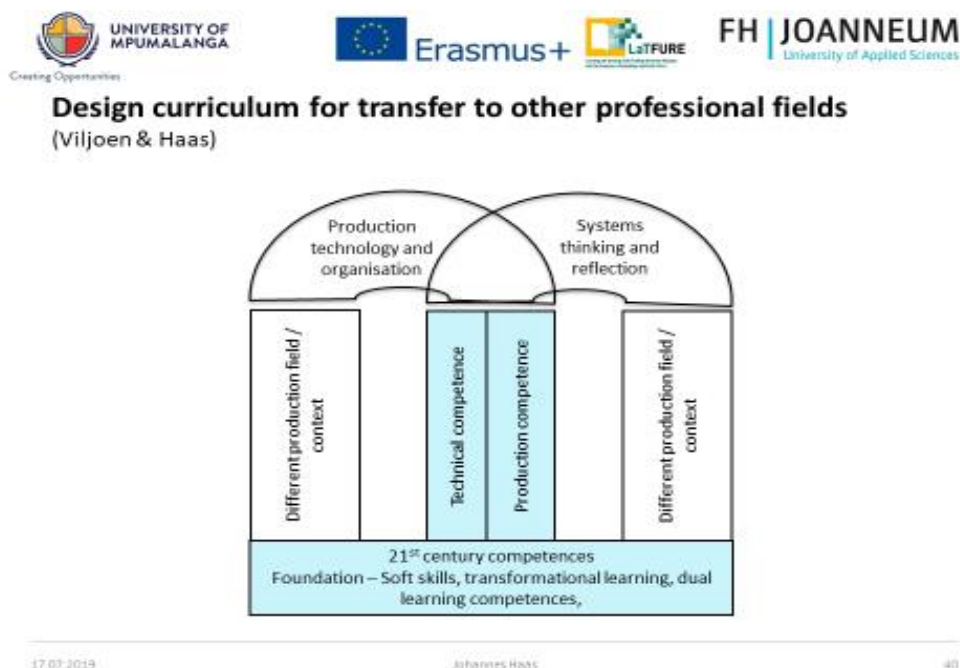 UNIVERSITY OF
MPUMALANGA
Creating Opportunities
Erasmus+
LaTFURE
FH | JOANNEUM
University of Applied Sciences
Design curriculum for transfer to other professional fields
(Viljoen & Haas)
Production
technology and
organisation
Systems
thinking and
reflection
Different production field /
context
Technical competence
Production competence
Different production field /
context
21st century competences
Foundation – Soft skills, transformational learning, dual
learning competences,
Johannes Haas
40